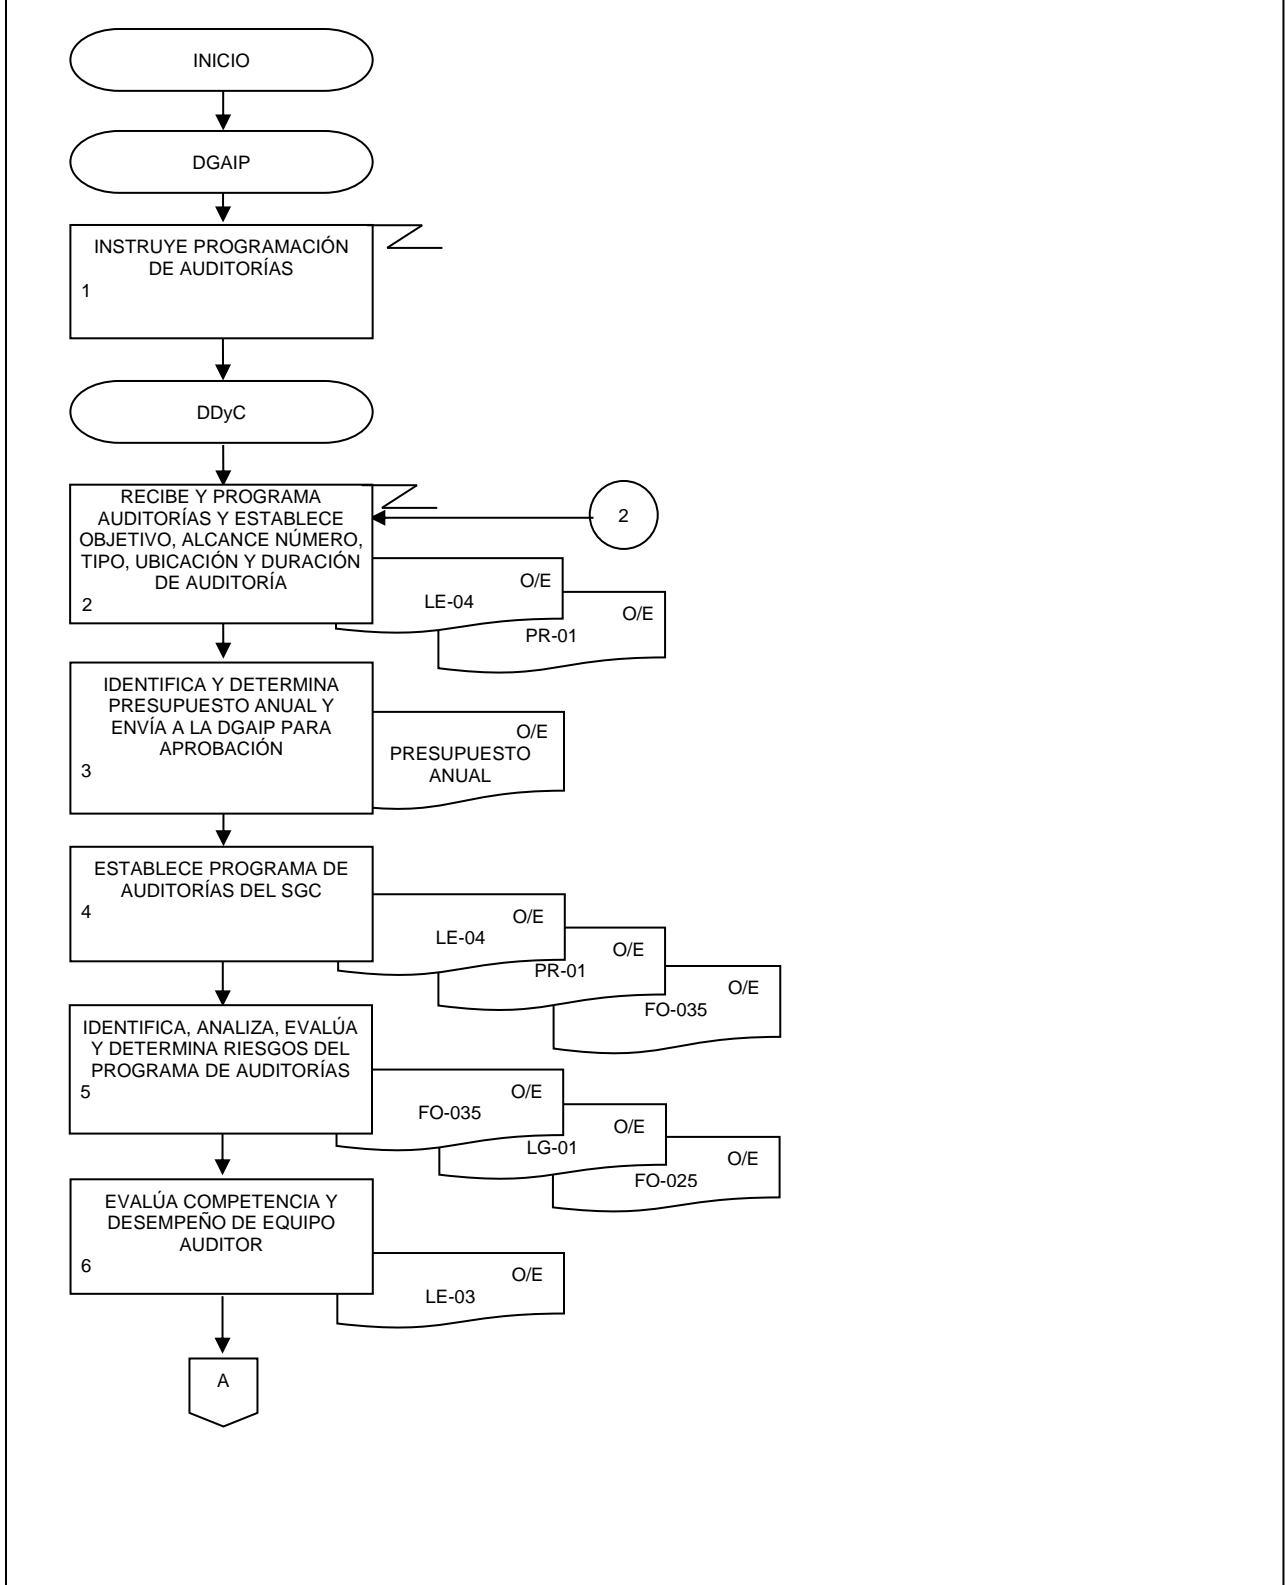 INICIO
DGAIP
INSTRUYE PROGRAMACIÓN
DE AUDITORÍAS
1
DDyC
RECIBE Y PROGRAMA
AUDITORÍAS Y ESTABLECE
OBJETIVO, ALCANCE NÚMERO,
TIPO, UBICACIÓN Y DURACIÓN
DE AUDITORÍA
2
2
O/E
LE-04
O/E
PR-01
IDENTIFICA Y DETERMINA
PRESUPUESTO ANUAL Y
ENVÍA A LA DGAIP PARA
APROBACIÓN
3
O/E
PRESUPUESTO
ANUAL
ESTABLECE PROGRAMA DE
AUDITORÍAS DEL SGC
4
O/E
LE-04
O/E
PR-01
O/E
FO-035
IDENTIFICA, ANALIZA, EVALÚA
Y DETERMINA RIESGOS DEL
PROGRAMA DE AUDITORÍAS
5
O/E
FO-035
O/E
LG-01
O/E
FO-025
EVALÚA COMPETENCIA Y
DESEMPEÑO DE EQUIPO
AUDITOR
6
O/E
LE-03
A